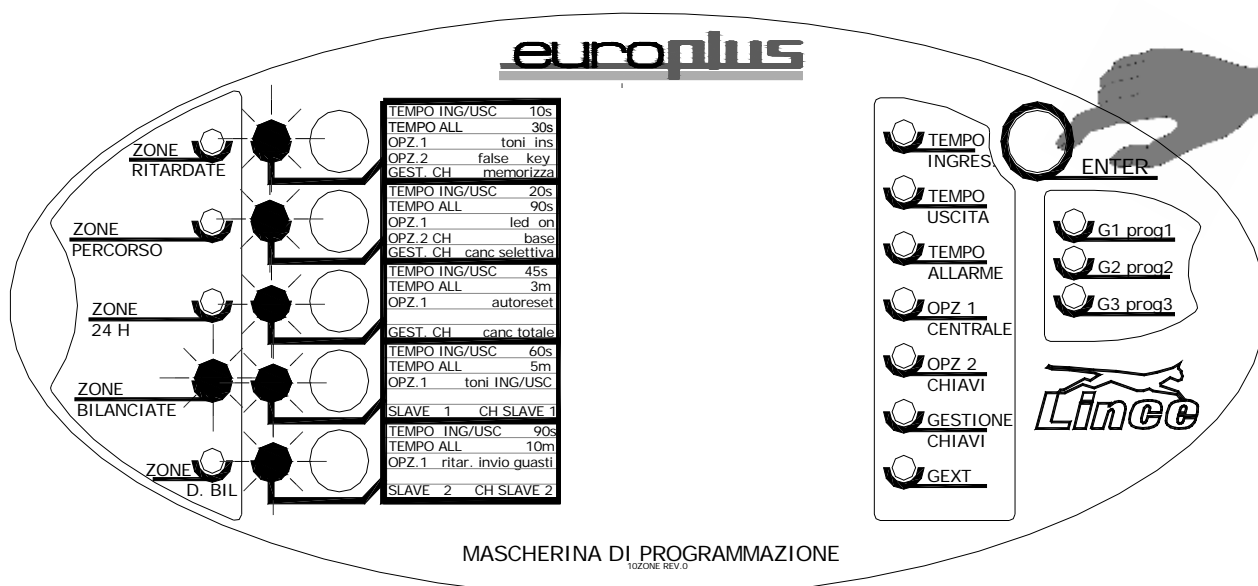 europlus
ZONE
RITARDATE
ZONE
PERCORSO
ZONE
24 H
ZONE
BILANCIATE
ZONE
D. BIL
TEMPO ING/USC 10s
TEMPO ALL 30s
OPZ.1 toni ins
OPZ.2 false key
GEST. CH memorizza
TEMPO ING/USC 20s
TEMPO ALL 90s
OPZ.1 led on
OPZ.2 CH base
GEST. CH canc selettiva
TEMPO ING/USC 45s
TEMPO ALL 3m
OPZ.1 autoreset
GEST. CH canc totale
TEMPO ING/USC 60s
TEMPO ALL 5m
OPZ.1 toni ING/USC
SLAVE 1 CH SLAVE 1
TEMPO ING/USC 90s
TEMPO ALL 10m
OPZ.1 ritar. invio guasti
SLAVE 2 CH SLAVE 2
TEMPO
INGRES.
TEMPO
USCITA
TEMPO
ALLARME
OPZ 1
CENTRALE
OPZ 2
CHIAVI
GESTIONE
CHIAVI
GEXT
ENTER
G1 prog1
G2 prog2
G3 prog3
Lince
MASCHERINA DI PROGRAMMAZIONE
10ZONE REV.0